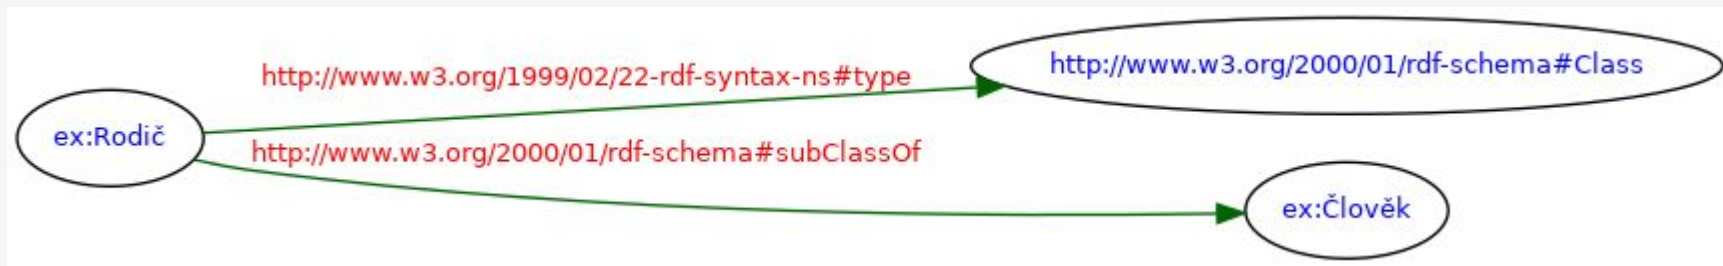 http://www.w3.org/2000/01/rdf-schema#Class
http://www.w3.org/1999/02/22-rdf-syntax-ns#type
ex:Rodič
http://www.w3.org/2000/01/rdf-schema#subClassOf
ex:Člověk